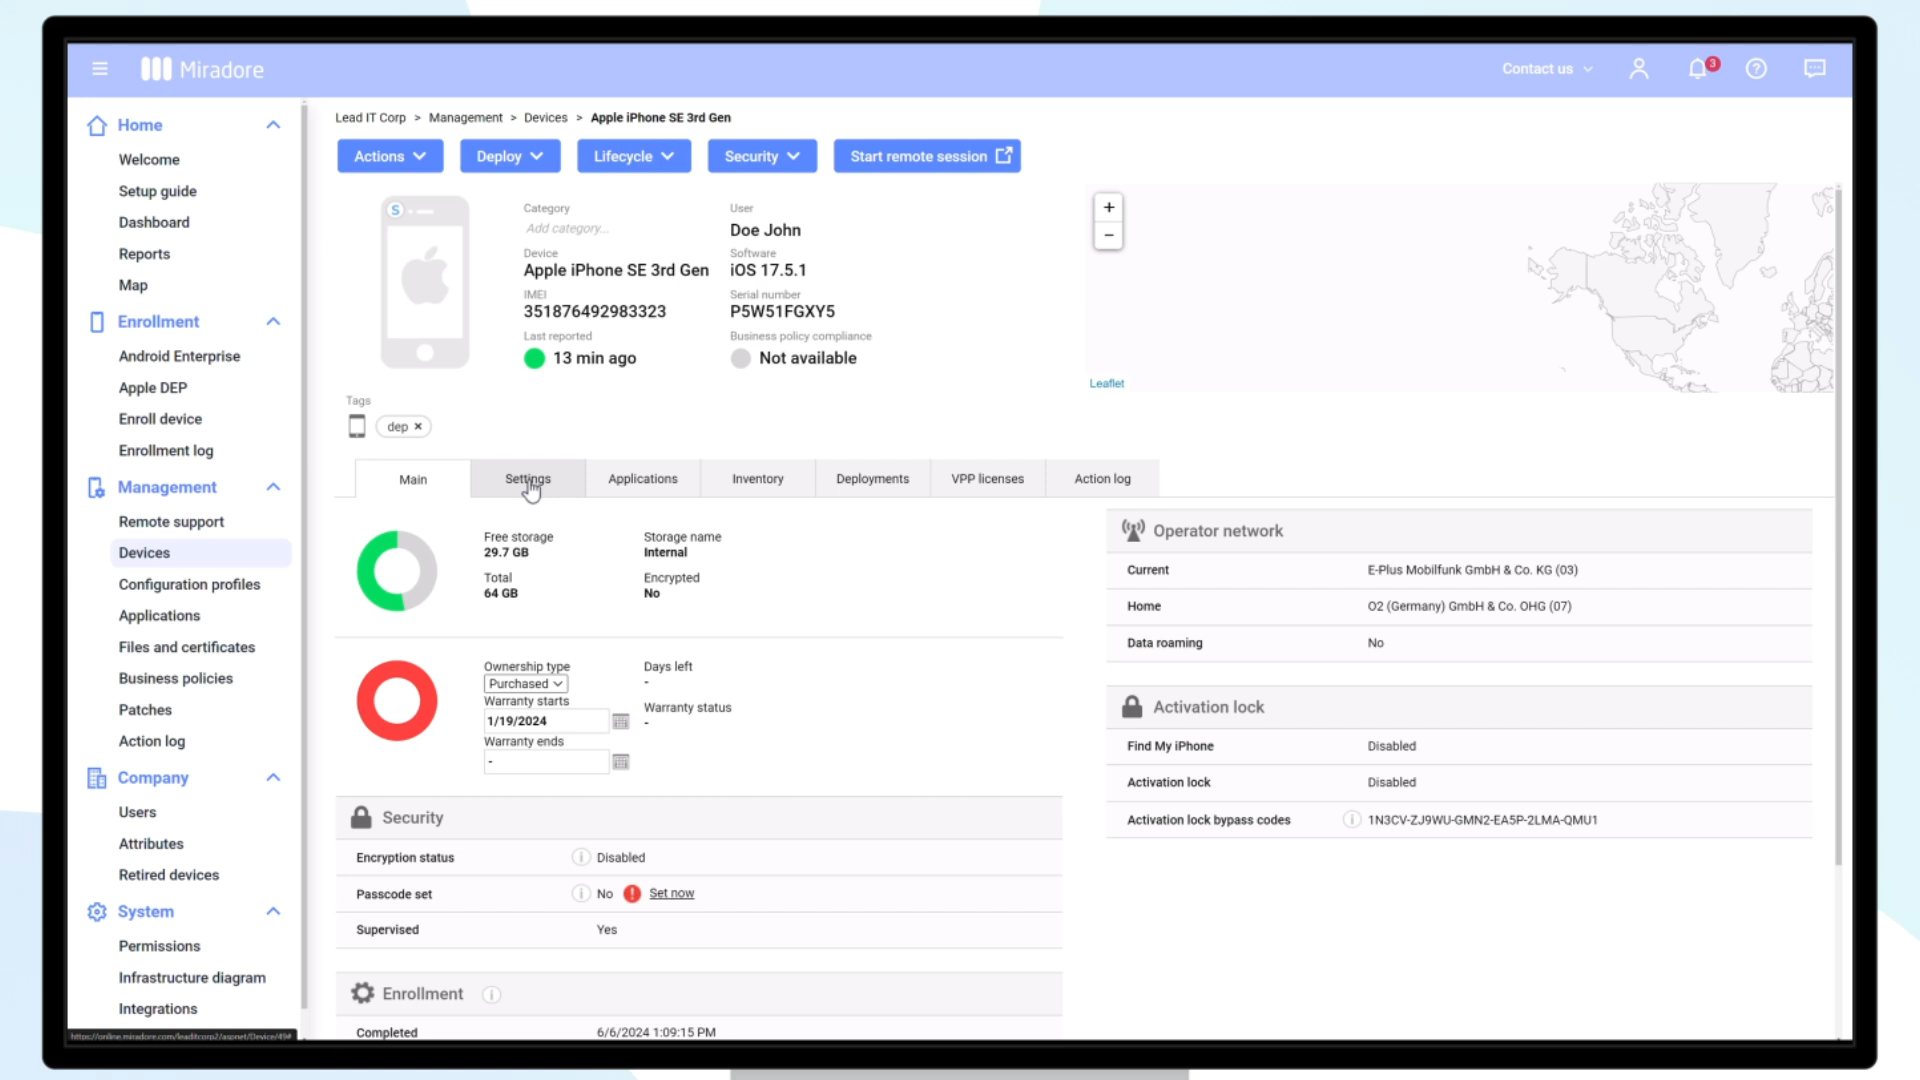 Miradore
Contact us
3
Home
Welcome
Setup guide
Dashboard
Reports
Map
Enrollment
Android Enterprise
Apple DEP
Enroll device
Enrollment log
Management
Remote support
Devices
Configuration profiles
Applications
Files and certificates
Business policies
Patches
Action log
Company
Users
Attributes
Retired devices
System
Permissions
Infrastructure diagram
Integrations
https://online.miradore.com/leaditcorp2/aspnet/Device/49#
Lead IT Corp > Management > Devices > Apple iPhone SE 3rd Gen
Actions
Deploy
Lifecycle
Security
Start remote session
S
Category
Add category...
User
Doe John
Device
Apple iPhone SE 3rd Gen
Software
iOS 17.5.1
IMEI
351876492983323
Serial number
P5W51FGXY5
Last reported
13 min ago
Business policy compliance
Not available
+
−
Leaflet
Tags
dep ×
Main
Settings
Applications
Inventory
Deployments
VPP licenses
Action log
Free storage
29.7 GB
Storage name
Internal
Total
64 GB
Encrypted
No
Ownership type
Purchased
Days left
-
Warranty starts
1/19/2024
Warranty status
-
Warranty ends
-
Security
Encryption status Disabled
Passcode set No Set now
Supervised Yes
Enrollment
Completed 6/6/2024 1:09:15 PM
Operator network
Current E-Plus Mobilfunk GmbH & Co. KG (03)
Home O2 (Germany) GmbH & Co. OHG (07)
Data roaming No
Activation lock
Find My iPhone Disabled
Activation lock Disabled
Activation lock bypass codes 1N3CV-ZJ9WU-GMN2-EA5P-2LMA-QMU1